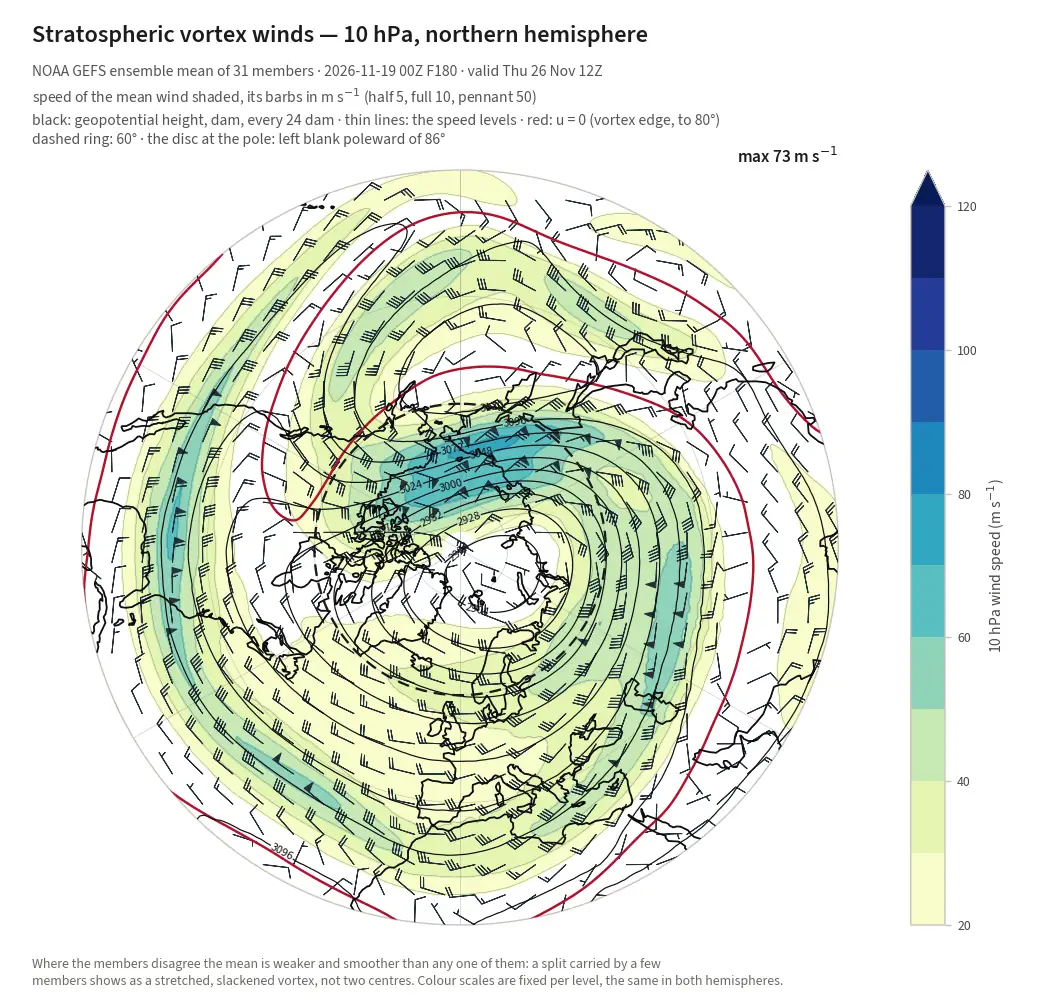 Stratospheric vortex winds — 10 hPa, northern hemisphere
NOAA GEFS ensemble mean of 31 members · 2026-11-19 00Z F180 · valid Thu 26 Nov 12Z
speed of the mean wind shaded, its barbs in m s⁻¹ (half 5, full 10, pennant 50)
black: geopotential height, dam, every 24 dam · thin lines: the speed levels · red: u = 0 (vortex edge, to 80°)
dashed ring: 60° · the disc at the pole: left blank poleward of 86°
max 73 m s⁻¹
120
100
80
60
40
20
10 hPa wind speed (m s⁻¹)
3072
3048
3024
3000
2928
3096
Where the members disagree the mean is weaker and smoother than any one of them: a split carried by a few
members shows as a stretched, slackened vortex, not two centres. Colour scales are fixed per level, the same in both hemispheres.